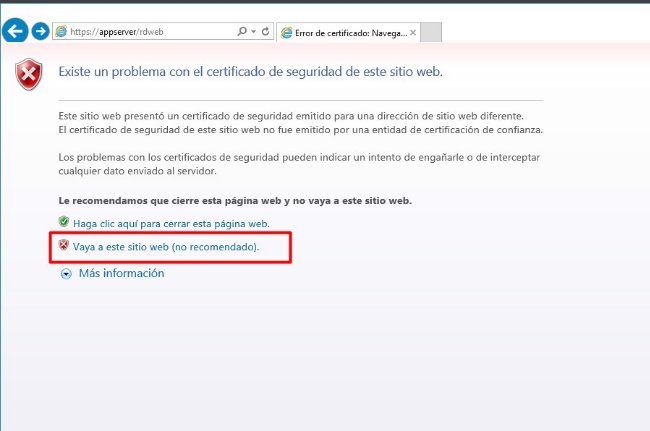 https://appserver/rdweb
Error de certificado: Navega...
Existe un problema con el certificado de seguridad de este sitio web.
Este sitio web presentó un certificado de seguridad emitido para una dirección de sitio web diferente.
El certificado de seguridad de este sitio web no fue emitido por una entidad de certificación de confianza.
Los problemas con los certificados de seguridad pueden indicar un intento de engañarle o de interceptar
cualquier dato enviado al servidor.
Le recomendamos que cierre esta página web y no vaya a este sitio web.
Haga clic aquí para cerrar esta página web.
Vaya a este sitio web (no recomendado).
Más información